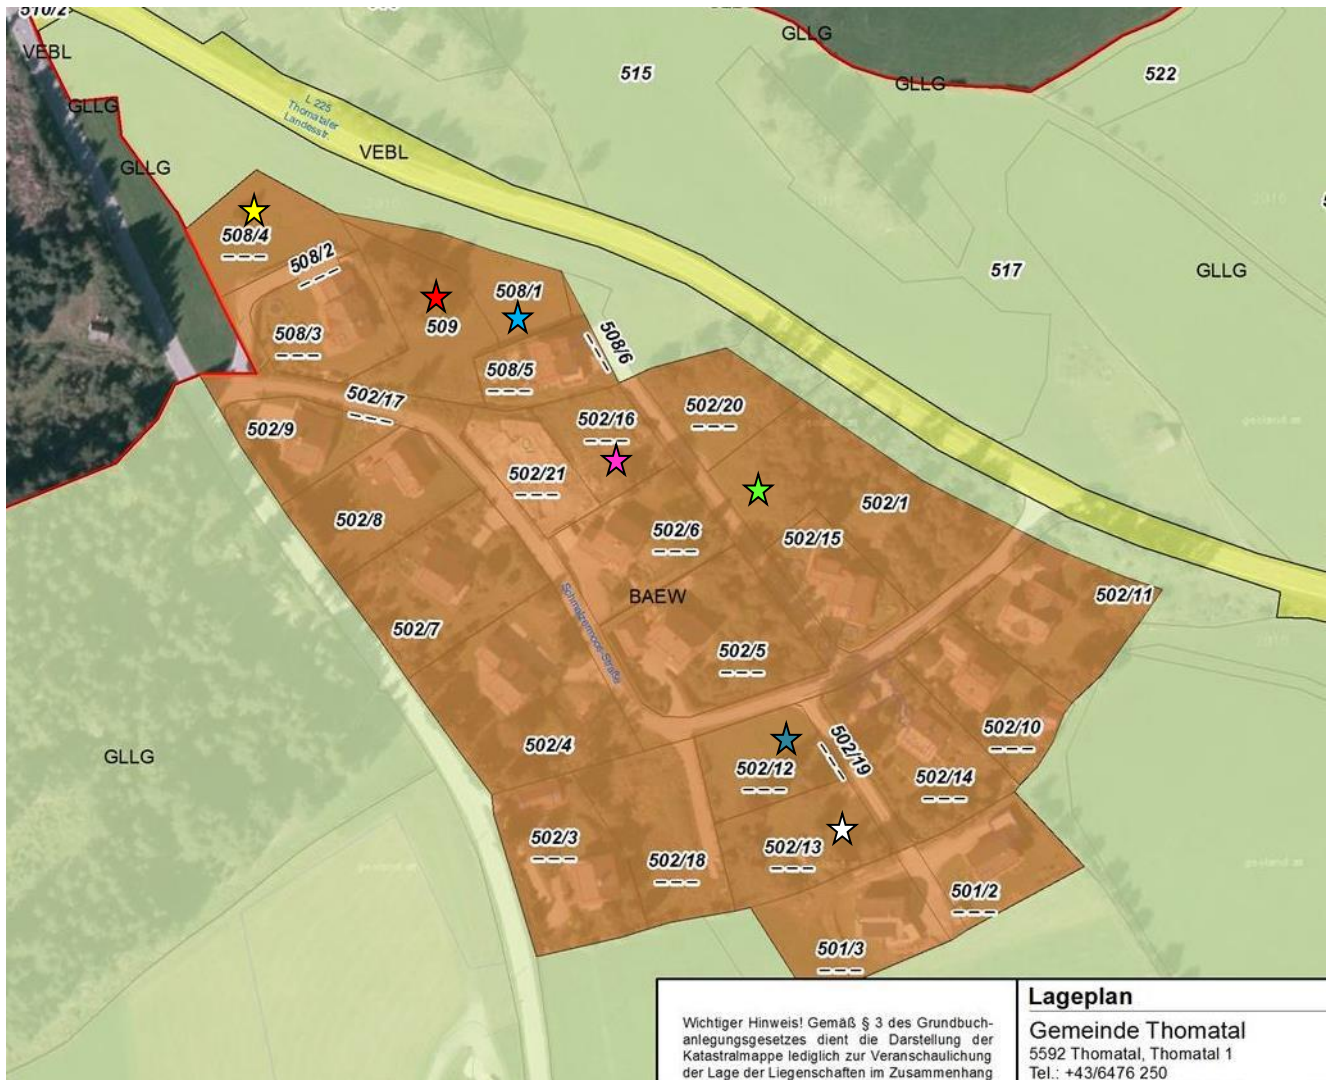 510/2
VEBL
GLLG
515
GLLG
522
GLLG
L 225
Thomataler
Landesstr.
VEBL
GLLG
2016
508/4
508/2
517
GLLG
508/1
509
508/3
508/6
508/5
502/17
502/20
502/9
502/16
502/21
502/1
502/8
502/6
502/15
BAEW
502/11
Schmalzermoos-Straße
502/7
502/5
502/4
502/10
GLLG
502/19
502/12
502/14
502/3
502/13
502/18
501/2
501/3
Wichtiger Hinweis! Gemäß § 3 des Grundbuch-
anlegungsgesetzes dient die Darstellung der
Katastralmappe lediglich zur Veranschaulichung
der Lage der Liegenschaften im Zusammenhang
Lageplan
Gemeinde Thomatal
5592 Thomatal, Thomatal 1
Tel.: +43/6476 250